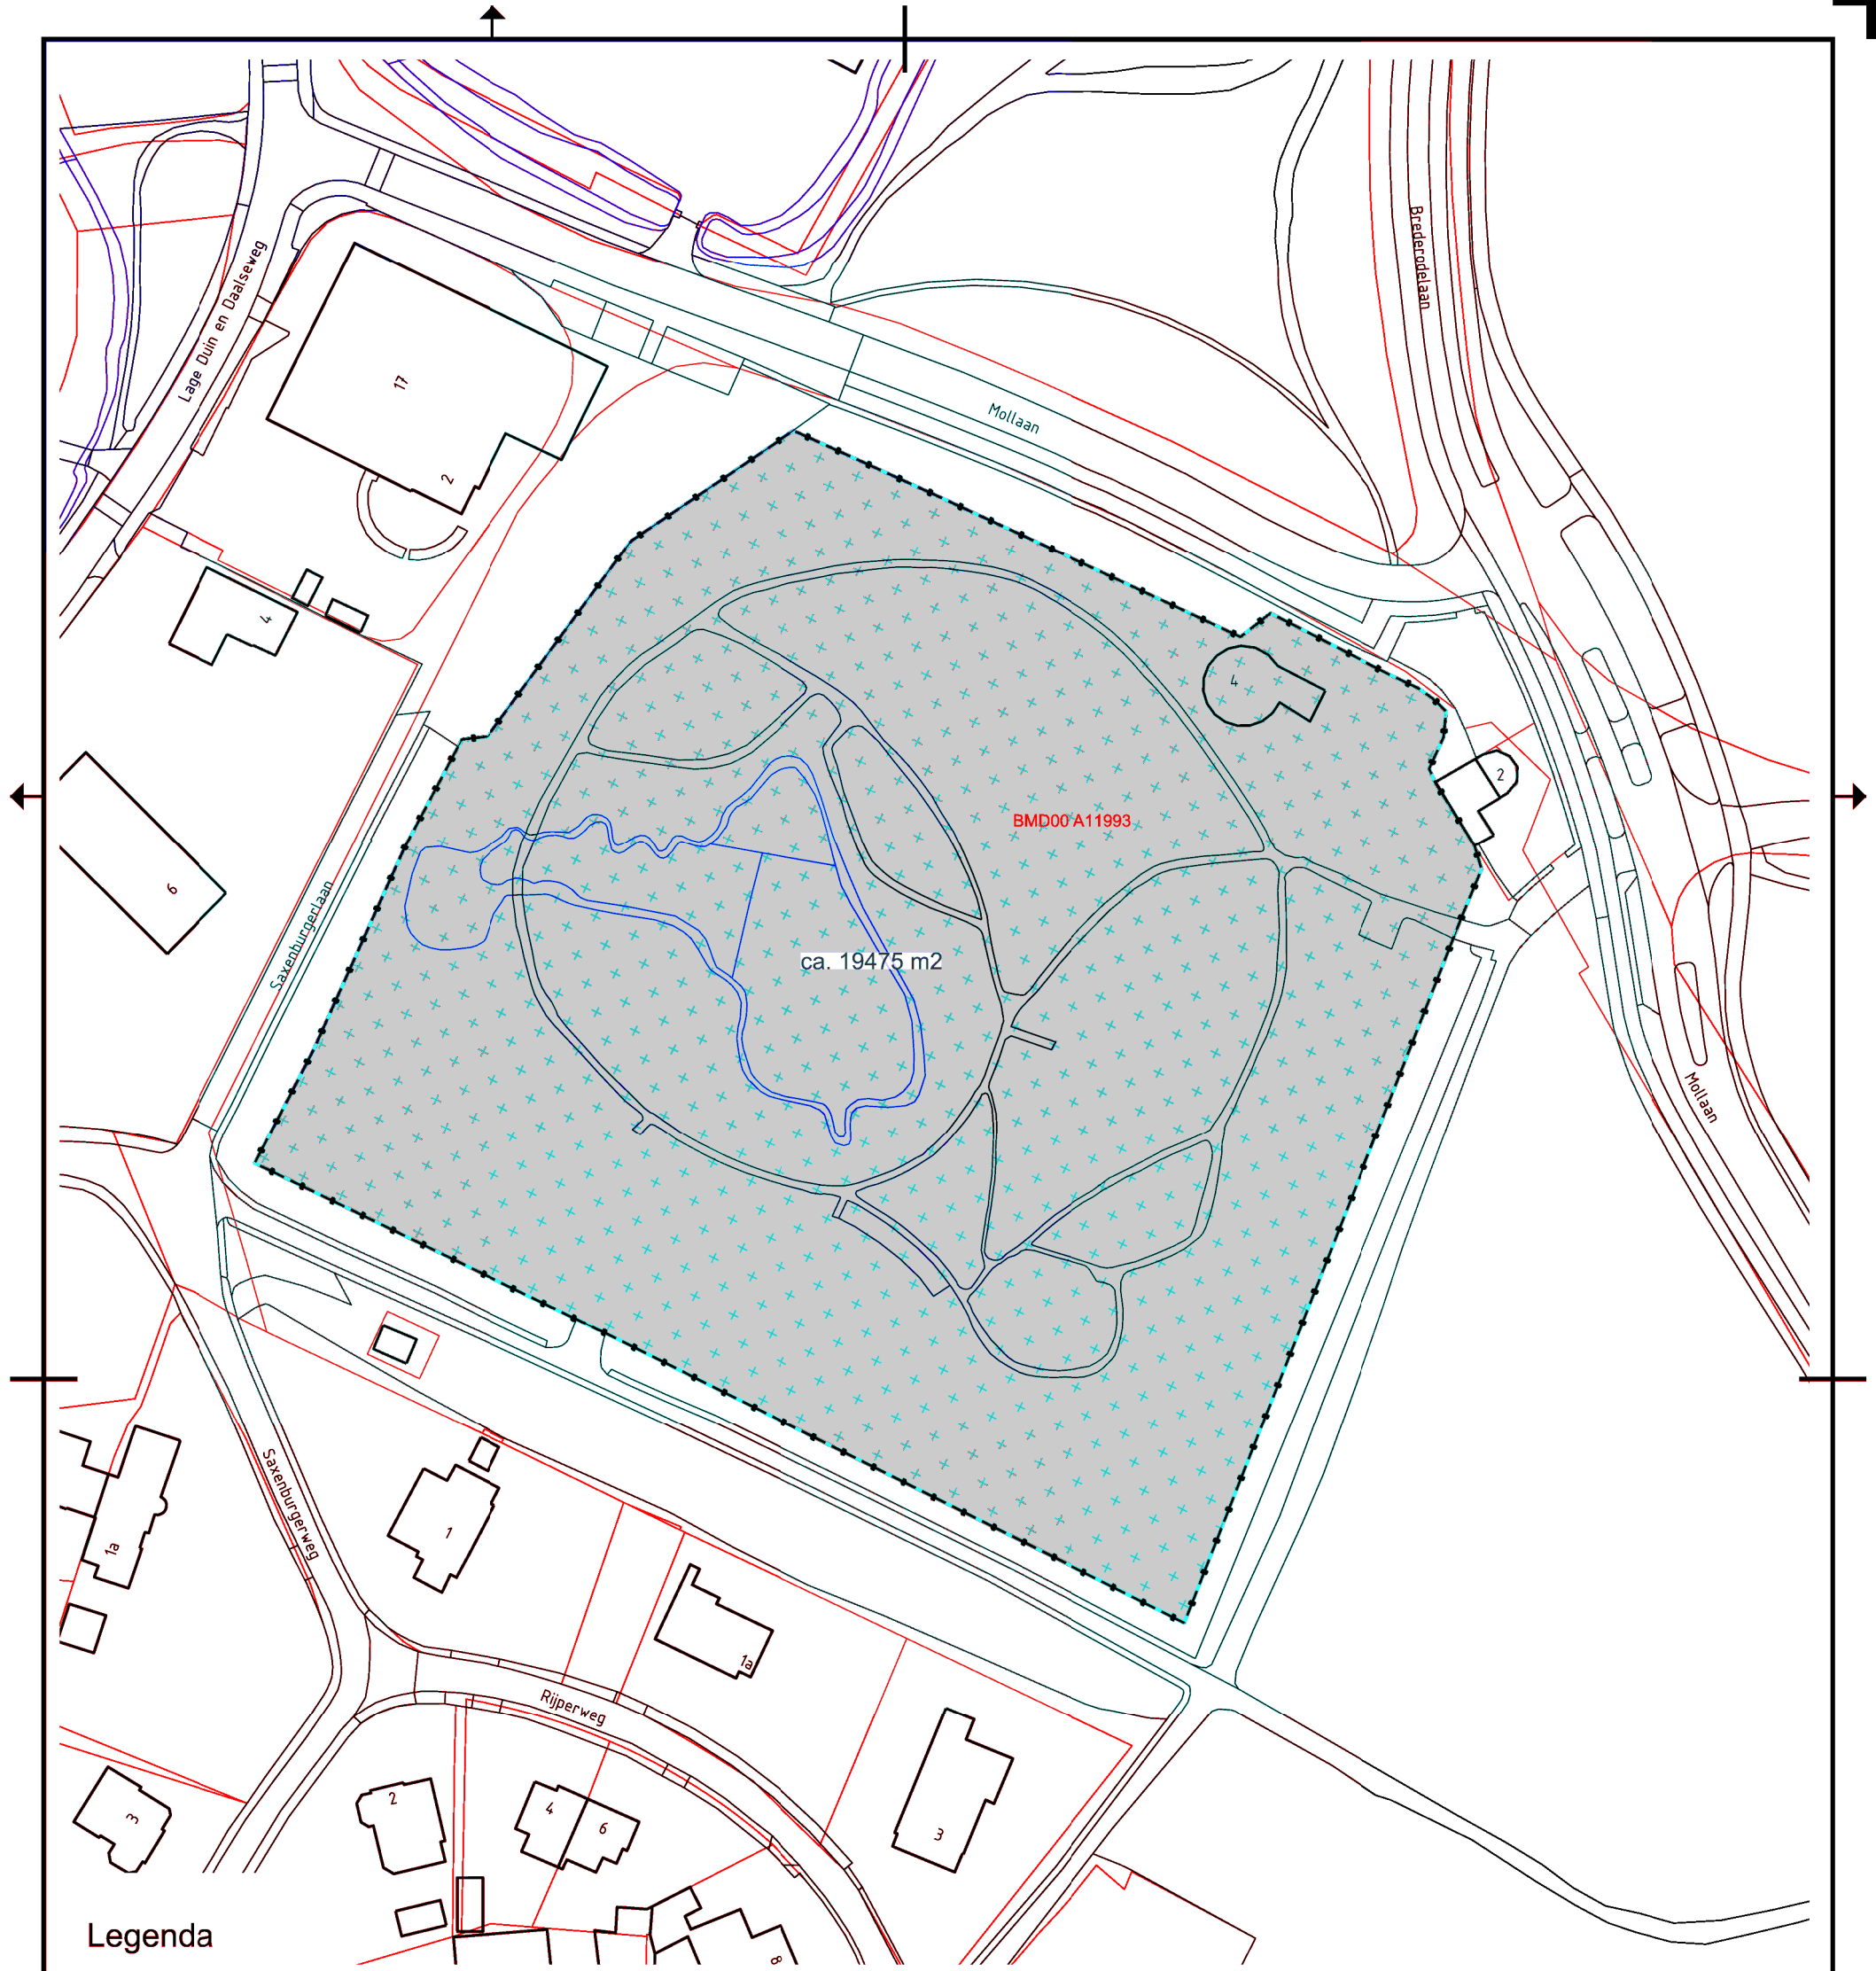 Brederodelaan
Lage Duin en Daalseweg
17
Mollaan
2
4
4
2
BMD00 A11993
6
Saxenburgerlaan
ca. 19475 m2
Mollaan
Saxenburgerweg
1
1a
1a
Rijperweg
2
4
6
3
3
8
Legenda